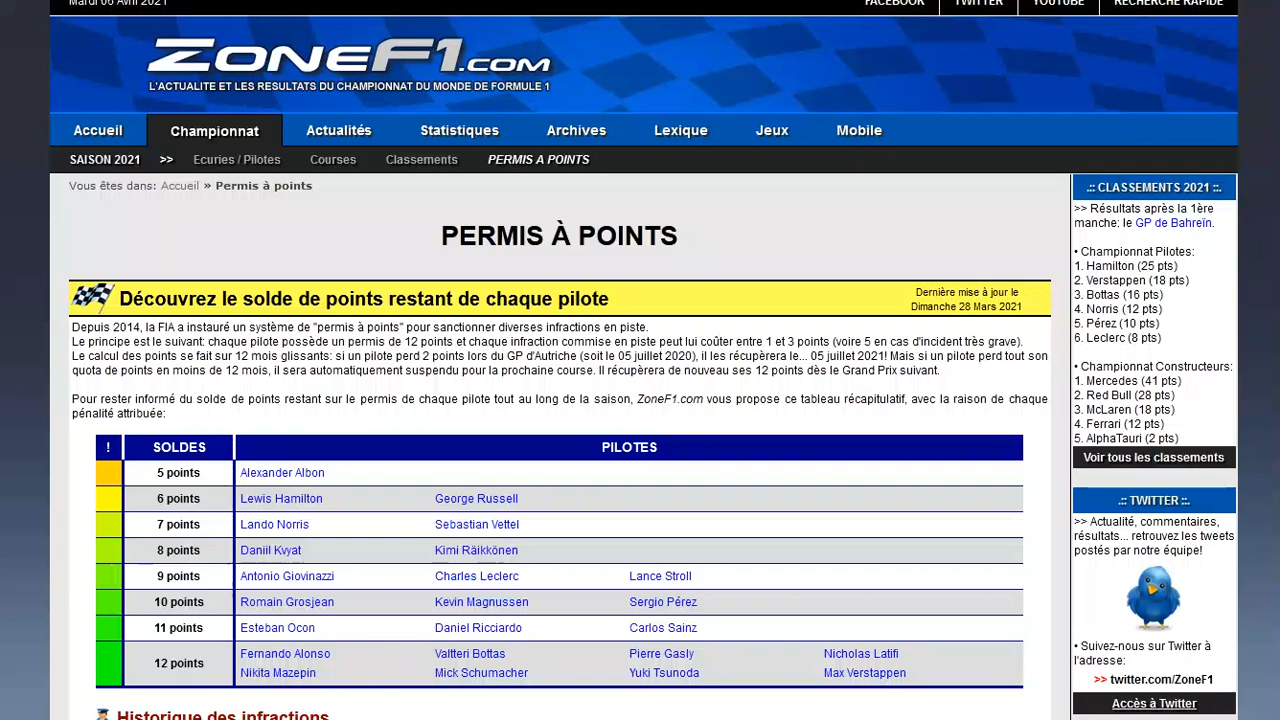 Mardi 06 Avril 2021
FACEBOOK TWITTER YOUTUBE RECHERCHE RAPIDE
ZONEF1.COM
L'ACTUALITE ET LES RESULTATS DU CHAMPIONNAT DU MONDE DE FORMULE 1
Accueil Championnat Actualités Statistiques Archives Lexique Jeux Mobile
SAISON 2021 >> Ecuries / Pilotes Courses Classements PERMIS A POINTS
Vous êtes dans: Accueil » Permis à points
PERMIS À POINTS
Découvrez le solde de points restant de chaque pilote
Dernière mise à jour le
Dimanche 28 Mars 2021
Depuis 2014, la FIA a instauré un système de "permis à points" pour sanctionner diverses infractions en piste.
Le principe est le suivant: chaque pilote possède un permis de 12 points et chaque infraction commise en piste peut lui coûter entre 1 et 3 points (voire 5 en cas d'incident très grave).
Le calcul des points se fait sur 12 mois glissants: si un pilote perd 2 points lors du GP d'Autriche (soit le 05 juillet 2020), il les récupèrera le... 05 juillet 2021! Mais si un pilote perd tout son
quota de points en moins de 12 mois, il sera automatiquement suspendu pour la prochaine course. Il récupèrera de nouveau ses 12 points dès le Grand Prix suivant.
Pour rester informé du solde de points restant sur le permis de chaque pilote tout au long de la saison, ZoneF1.com vous propose ce tableau récapitulatif, avec la raison de chaque
pénalité attribuée:
! SOLDES PILOTES
5 points Alexander Albon
6 points Lewis Hamilton George Russell
7 points Lando Norris Sebastian Vettel
8 points Daniil Kvyat Kimi Räikkönen
9 points Antonio Giovinazzi Charles Leclerc Lance Stroll
10 points Romain Grosjean Kevin Magnussen Sergio Pérez
11 points Esteban Ocon Daniel Ricciardo Carlos Sainz
12 points Fernando Alonso Valtteri Bottas Pierre Gasly Nicholas Latifi
Nikita Mazepin Mick Schumacher Yuki Tsunoda Max Verstappen
Historique des infractions
.:: CLASSEMENTS 2021 ::.
>> Résultats après la 1ère
manche: le GP de Bahreïn.
• Championnat Pilotes:
1. Hamilton (25 pts)
2. Verstappen (18 pts)
3. Bottas (16 pts)
4. Norris (12 pts)
5. Pérez (10 pts)
6. Leclerc (8 pts)
• Championnat Constructeurs:
1. Mercedes (41 pts)
2. Red Bull (28 pts)
3. McLaren (18 pts)
4. Ferrari (12 pts)
5. AlphaTauri (2 pts)
Voir tous les classements
.:: TWITTER ::.
>> Actualité, commentaires,
résultats... retrouvez les tweets
postés par notre équipe!
• Suivez-nous sur Twitter à
l'adresse:
>> twitter.com/ZoneF1
Accès à Twitter